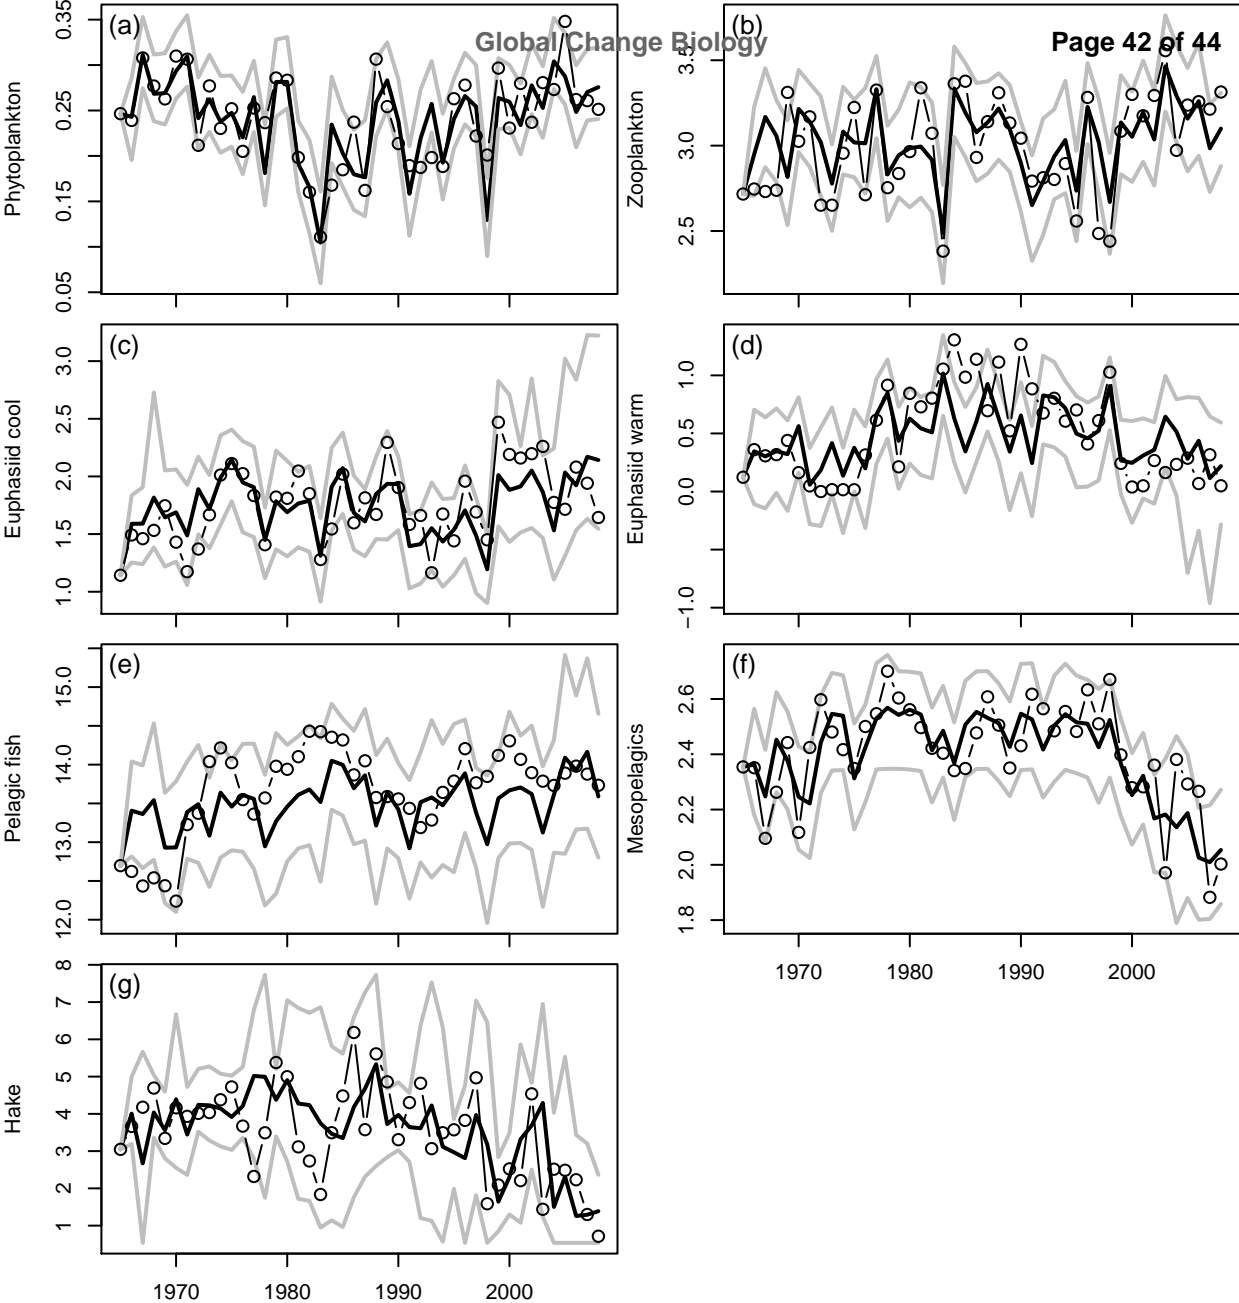 Global Change Biology
Page 42 of 44
(a)
Phytoplankton
0.35
0.25
0.15
0.05
(b)
Zooplankton
3.5
3.0
2.5
(c)
Euphasiid cool
3.0
2.5
2.0
1.5
1.0
(d)
Euphasiid warm
1.0
0.5
0.0
−1.0
(e)
Pelagic fish
15.0
14.0
13.0
12.0
(f)
Mesopelagics
2.6
2.4
2.2
2.0
1.8
1970 1980 1990 2000
(g)
Hake
8
7
6
5
4
3
2
1
1970 1980 1990 2000